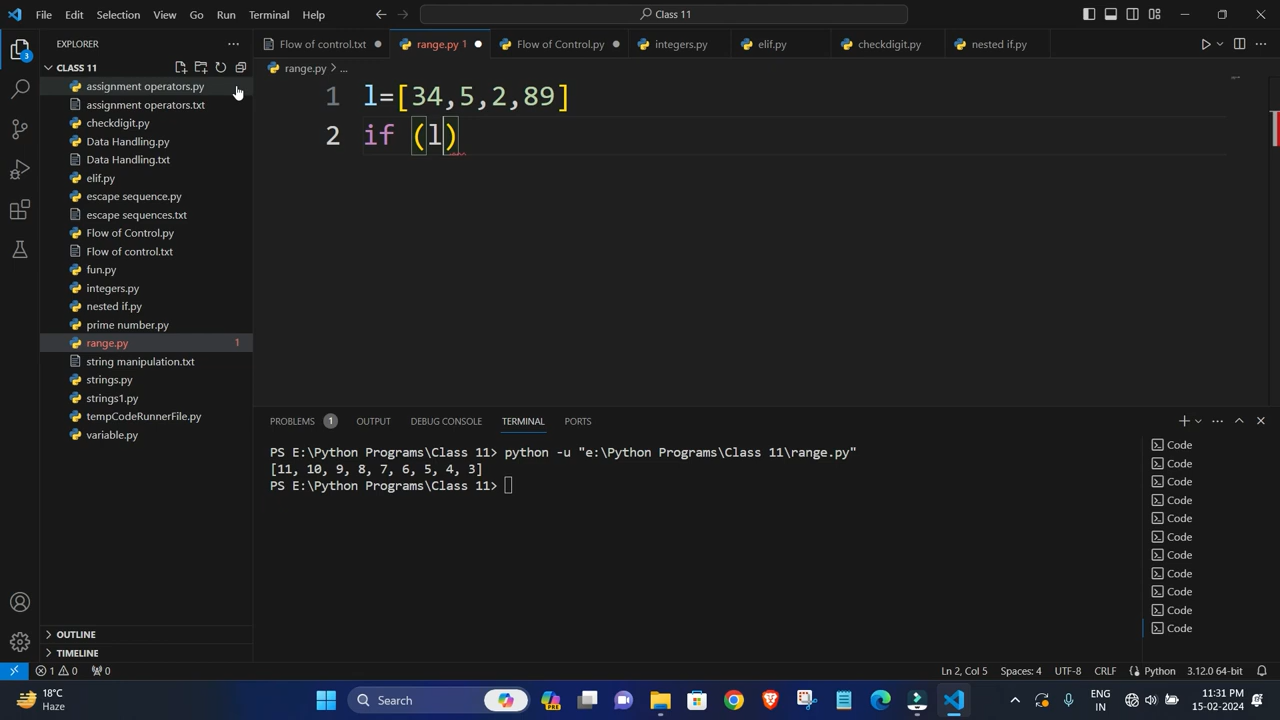 File Edit Selection View Go Run Terminal Help
Class 11
EXPLORER
Flow of control.txt
range.py 1
Flow of Control.py
integers.py
elif.py
checkdigit.py
nested if.py
CLASS 11
range.py > ...
assignment operators.py
assignment operators.txt
checkdigit.py
Data Handling.py
Data Handling.txt
elif.py
escape sequence.py
escape sequences.txt
Flow of Control.py
Flow of control.txt
fun.py
integers.py
nested if.py
prime number.py
range.py 1
string manipulation.txt
strings.py
strings1.py
tempCodeRunnerFile.py
variable.py
OUTLINE
TIMELINE
1 l=[34,5,2,89]
2 if (l)
PROBLEMS 1 OUTPUT DEBUG CONSOLE TERMINAL PORTS
PS E:\Python Programs\Class 11> python -u "e:\Python Programs\Class 11\range.py"
[11, 10, 9, 8, 7, 6, 5, 4, 3]
PS E:\Python Programs\Class 11>
Code
Code
Code
Code
Code
Code
Code
Code
Code
Code
Code
3
1 0 0
Ln 2, Col 5 Spaces: 4 UTF-8 CRLF Python 3.12.0 64-bit
18°C
Haze
Search
PRE
ENG
IN
11:31 PM
15-02-2024